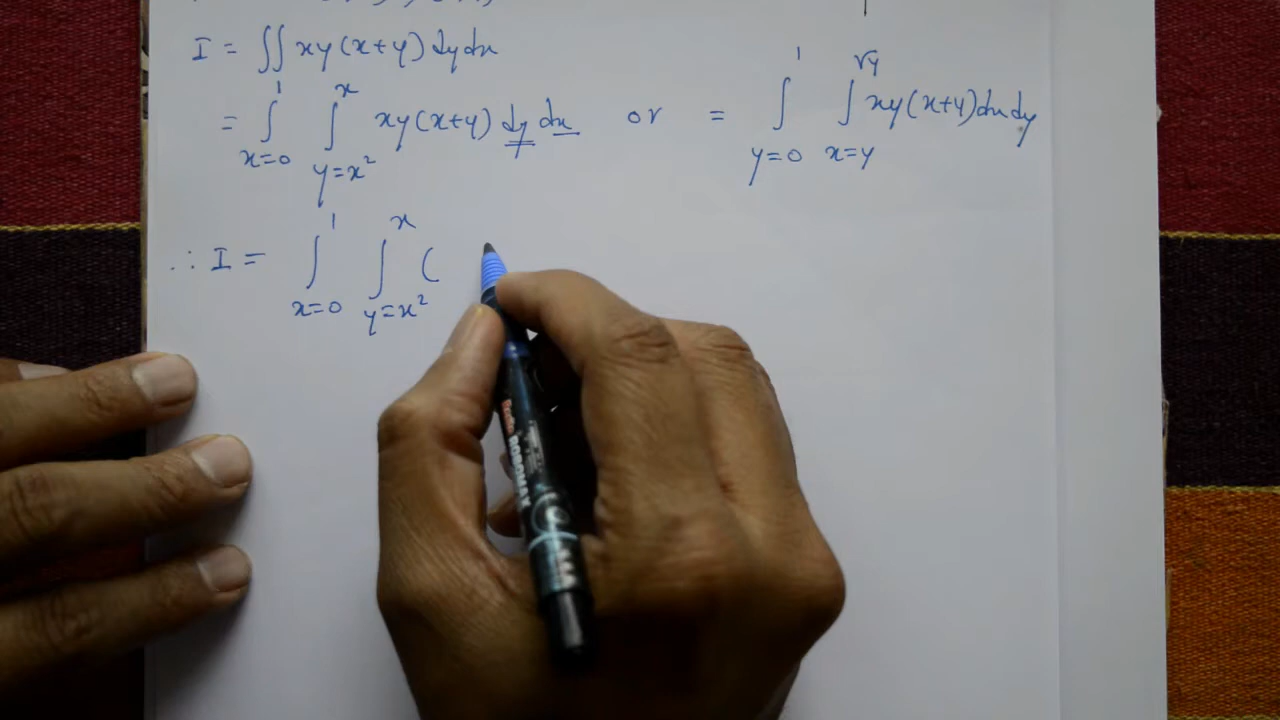 I = ∬ xy(x+y) dy dx
= ∫_{x=0}^{1} ∫_{y=x²}^{x} xy(x+y) dy dx or = ∫_{y=0}^{1} ∫_{x=y}^{√y} xy(x+y) dx dy
∴ I = ∫_{x=0}^{1} ∫_{y=x²}^{x} (